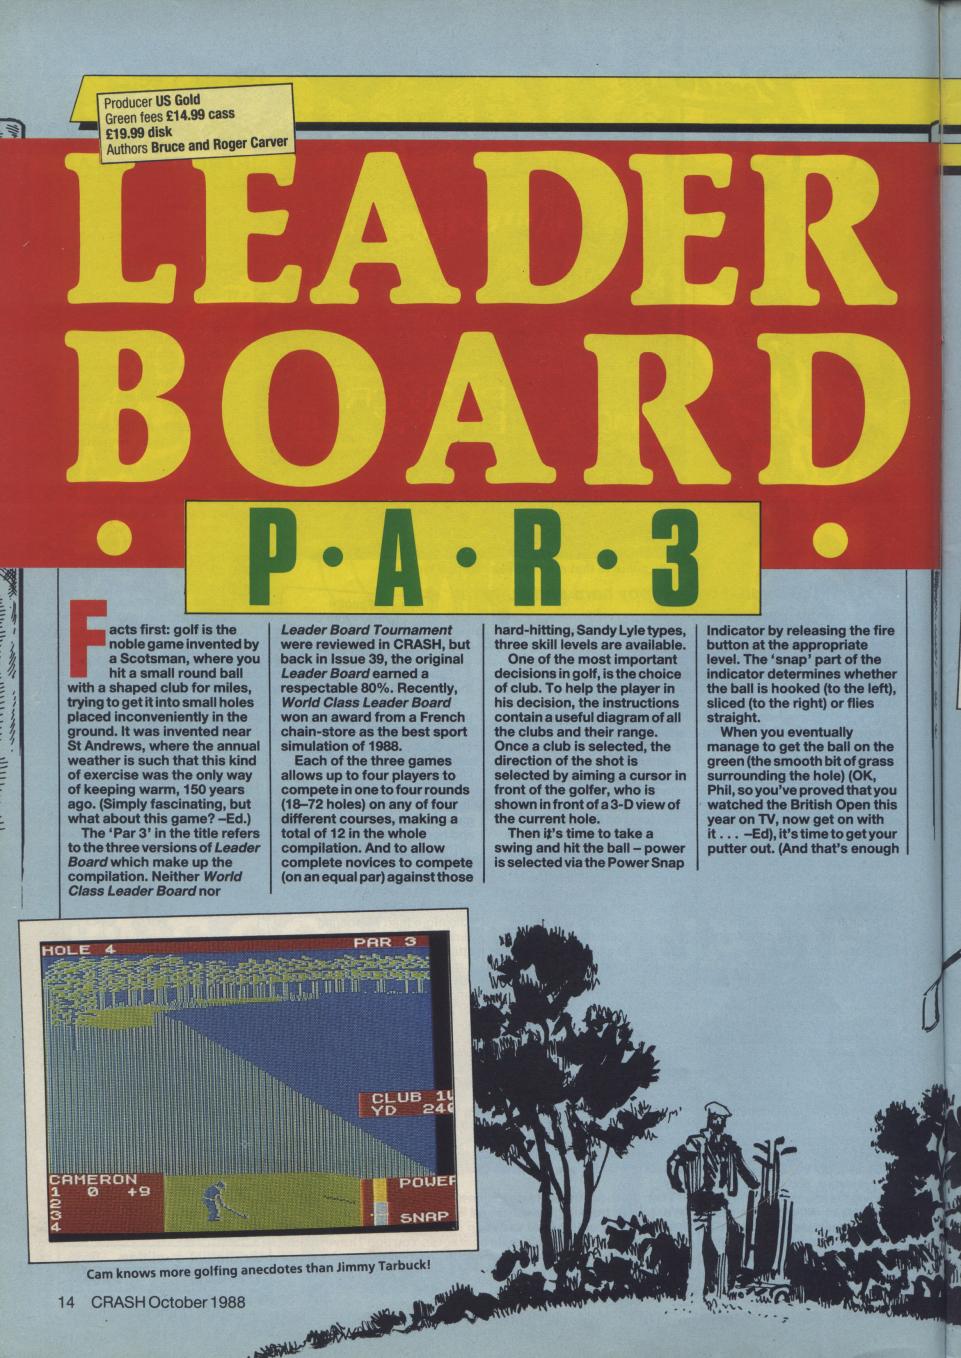 Producer US Gold
Green fees £14.99 cass
£19.99 disk
Authors Bruce and Roger Carver
LEADER
BOARD
• P•A•R•3 •
Facts first: golf is the
noble game invented by
a Scotsman, where you
hit a small round ball
with a shaped club for miles,
trying to get it into small holes
placed inconveniently in the
ground. It was invented near
St Andrews, where the annual
weather is such that this kind
of exercise was the only way
of keeping warm, 150 years
ago. (Simply fascinating, but
what about this game? –Ed.)
The ‘Par 3’ in the title refers
to the three versions of Leader
Board which make up the
compilation. Neither World
Class Leader Board nor
Leader Board Tournament
were reviewed in CRASH, but
back in Issue 39, the original
Leader Board earned a
respectable 80%. Recently,
World Class Leader Board
won an award from a French
chain-store as the best sport
simulation of 1988.
Each of the three games
allows up to four players to
compete in one to four rounds
(18–72 holes) on any of four
different courses, making a
total of 12 in the whole
compilation. And to allow
complete novices to compete
(on an equal par) against those
hard-hitting, Sandy Lyle types,
three skill levels are available.
One of the most important
decisions in golf, is the choice
of club. To help the player in
his decision, the instructions
contain a useful diagram of all
the clubs and their range.
Once a club is selected, the
direction of the shot is
selected by aiming a cursor in
front of the golfer, who is
shown in front of a 3-D view of
the current hole.
Then it's time to take a
swing and hit the ball – power
is selected via the Power Snap
Indicator by releasing the fire
button at the appropriate
level. The ‘snap’ part of the
indicator determines whether
the ball is hooked (to the left),
sliced (to the right) or flies
straight.
When you eventually
manage to get the ball on the
green (the smooth bit of grass
surrounding the hole) (OK,
Phil, so you've proved that you
watched the British Open this
year on TV, now get on with
it . . . –Ed), it's time to get your
putter out. (And that's enough
HOLE 4 PAR 3
CLUB 1
YD 240
CAMERON
1 0 +9
2
3
4
POWER
SNAP
Cam knows more golfing anecdotes than Jimmy Tarbuck!
14 CRASH October 1988